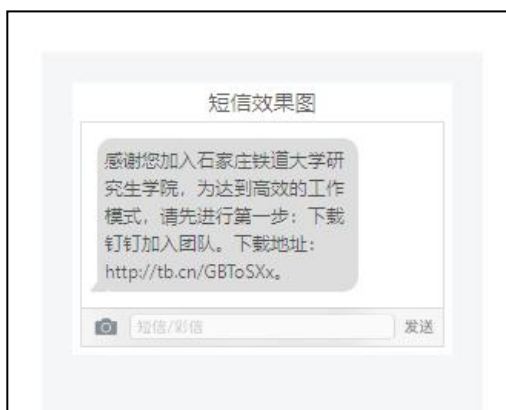 短信效果图
感谢您加入石家庄铁道大学研
究生学院，为达到高效的工作
模式，请先进行第一步：下载
钉钉加入团队。下载地址：
http://tb.cn/GBToSXx。
短信/彩信 发送